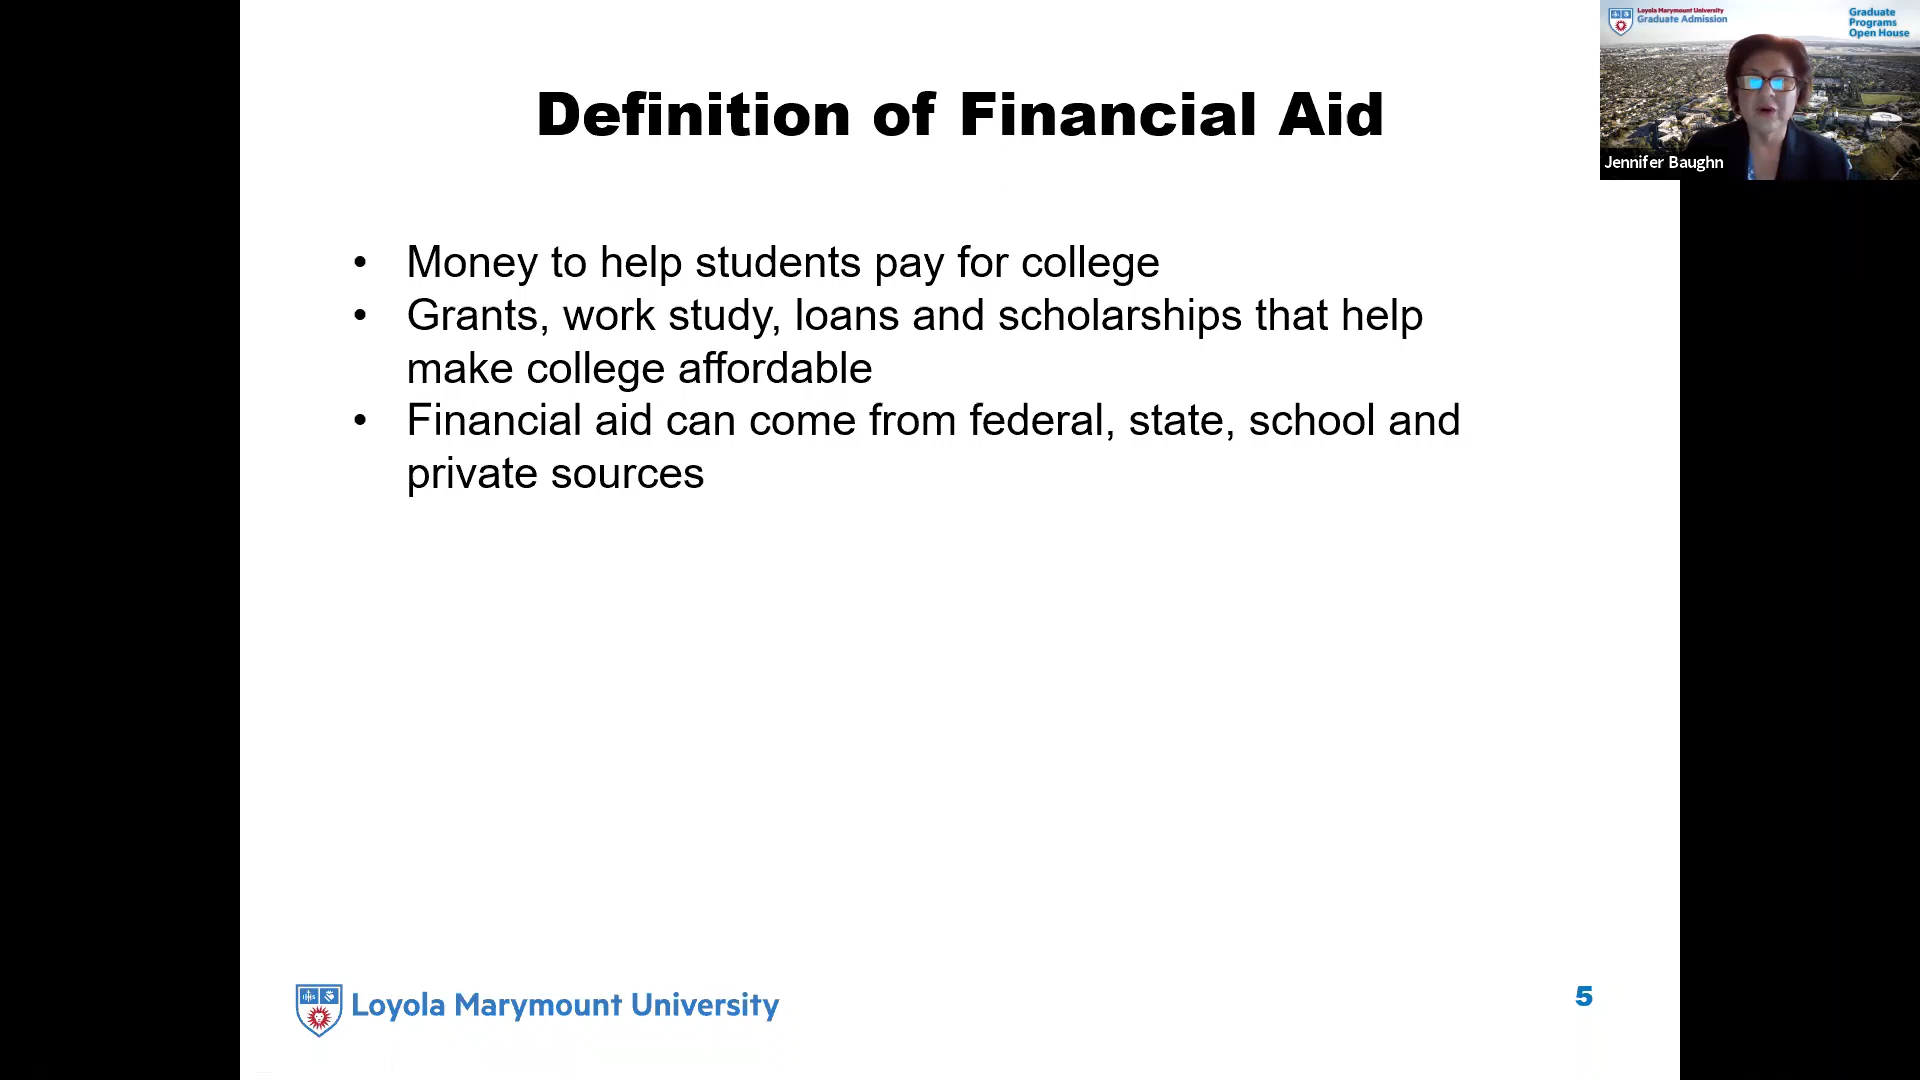 Definition of Financial Aid
• Money to help students pay for college
• Grants, work study, loans and scholarships that help
make college affordable
• Financial aid can come from federal, state, school and
private sources
Loyola Marymount University
5
Loyola Marymount University
Graduate Admission
Graduate
Programs
Open House
Jennifer Baughn